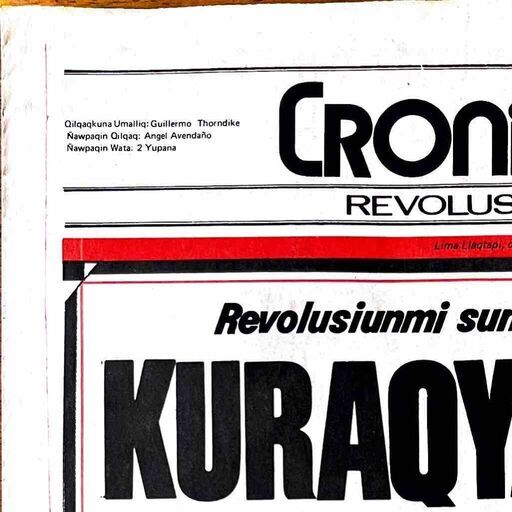 Qilqaqkuna Umalliq: Guillermo Thorndike
Ñawpaqin Qilqaq: Angel Avendaño
Ñawpaqin Wata: 2 Yupana
CRONI
REVOLUS
Lima Llaqtapi,
Revolusiunmi sun
KURAQY